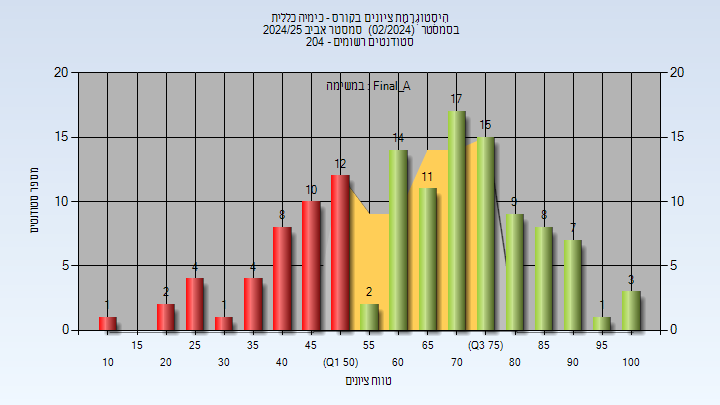 הִיסְטוֹגְרָמַת ציונים בקורס - כימיה כללית
בסמסטר (02/2024) סמסטר אביב 2024/25
סטודנטים רשומים - 204
במשימה : Final_A
20 20
15 15
10 10
5 5
0 0
מספר סטודנטים
1 2 4 1 4 8 10 12 2 14 11 17 15 9 8 7 1 3
15 25 35 45 55 65 (Q3 75) 85 95
10 20 30 40 (Q1 50) 60 70 80 90 100
טווח ציונים